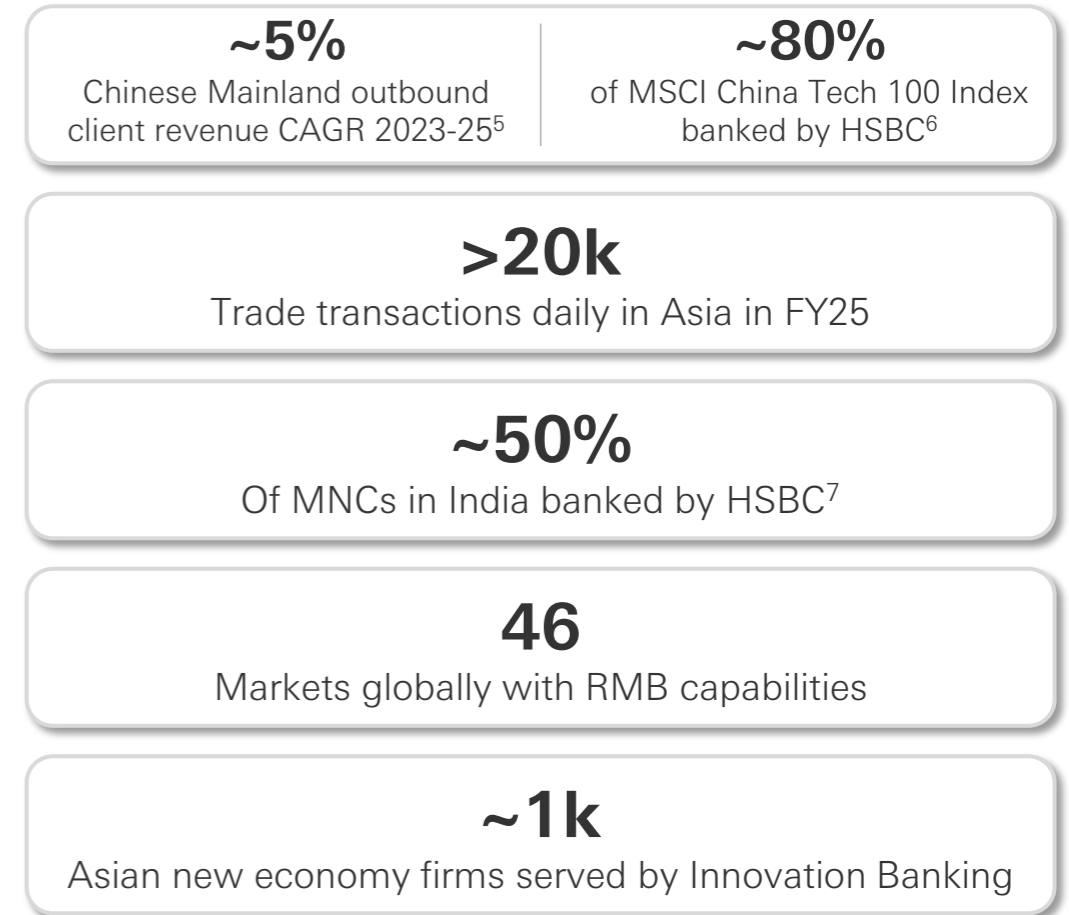 ~5%
Chinese Mainland outbound
client revenue CAGR 2023-25⁵
~80%
of MSCI China Tech 100 Index
banked by HSBC⁶
>20k
Trade transactions daily in Asia in FY25
~50%
Of MNCs in India banked by HSBC⁷
46
Markets globally with RMB capabilities
~1k
Asian new economy firms served by Innovation Banking